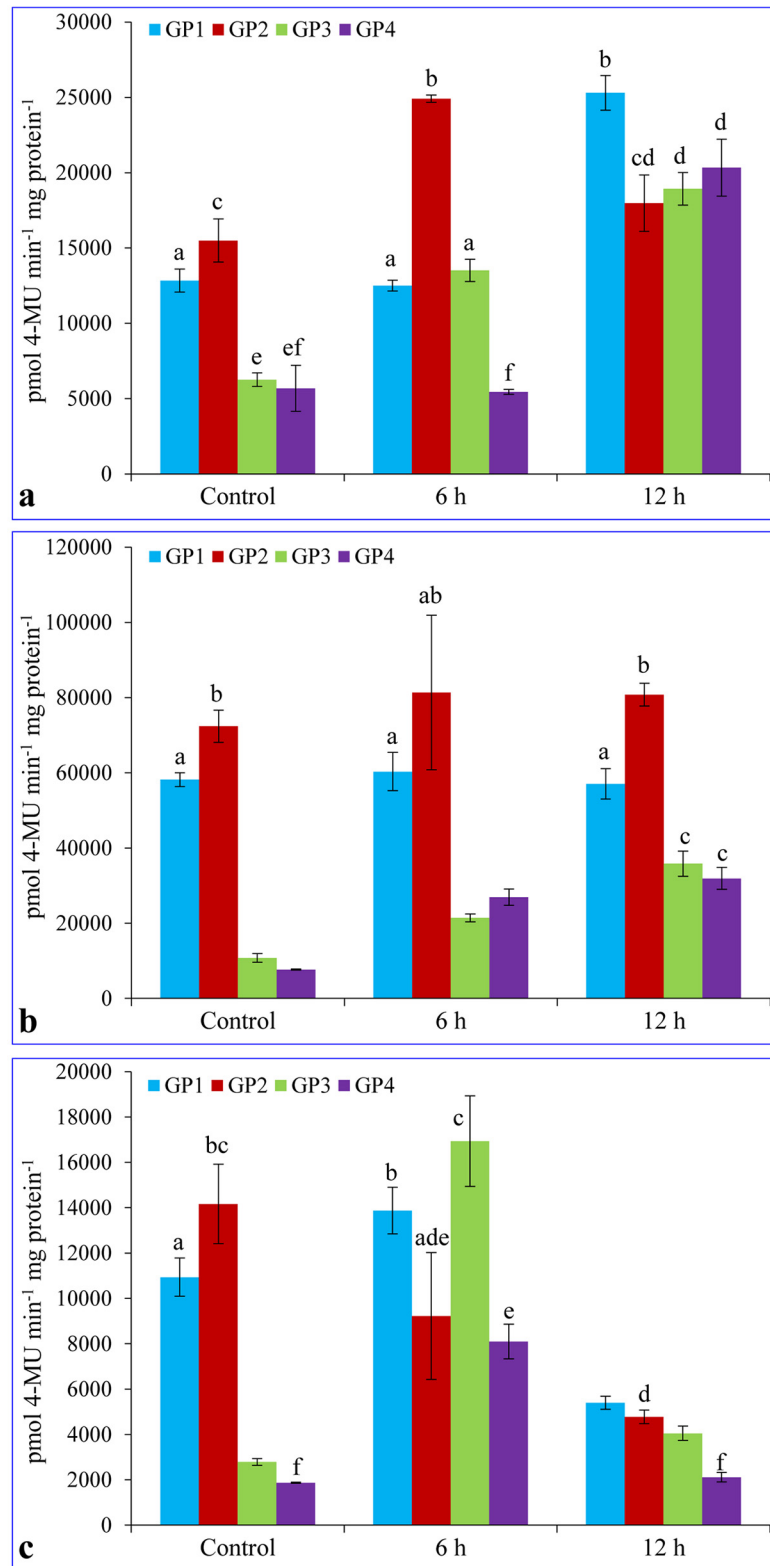 30000
GP1 GP2 GP3 GP4
25000
20000
15000
10000
5000
0
pmol 4-MU min⁻¹ mg protein⁻¹
a c e ef
a b a f
b cd d d
Control 6 h 12 h
a
120000
GP1 GP2 GP3 GP4
100000
80000
60000
40000
20000
0
pmol 4-MU min⁻¹ mg protein⁻¹
a b
a ab
a b c c
Control 6 h 12 h
b
20000
GP1 GP2 GP3 GP4
18000
16000
14000
12000
10000
8000
6000
4000
2000
0
pmol 4-MU min⁻¹ mg protein⁻¹
a bc f
b ade c e
d f
Control 6 h 12 h
c